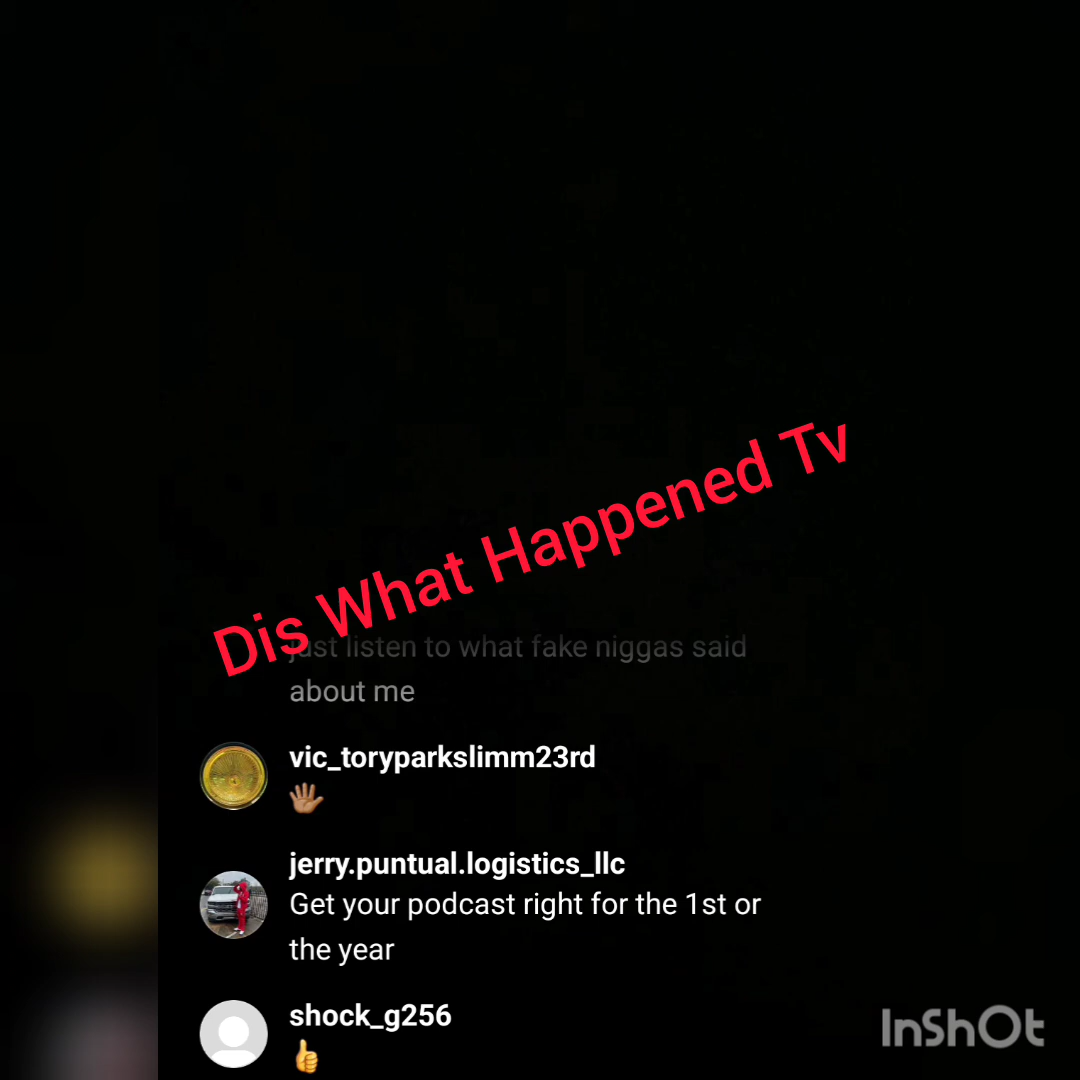 Dis What Happened Tv
just listen to what fake niggas said
about me
vic_toryparkslimm23rd
🖐🏽
jerry.puntual.logistics_llc
Get your podcast right for the 1st or
the year
shock_g256
👍
InShOt